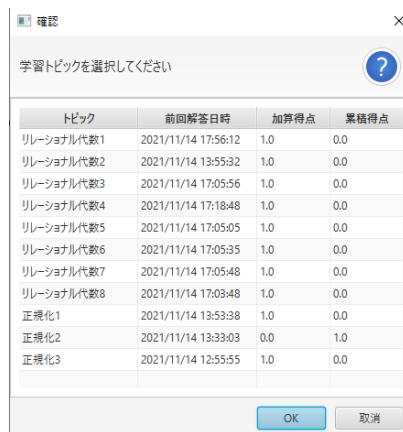 確認
学習トピックを選択してください
トピック 前回解答日時 加算得点 累積得点
リレーショナル代数1 2021/11/14 17:56:12 1.0 0.0
リレーショナル代数2 2021/11/14 13:55:32 1.0 0.0
リレーショナル代数3 2021/11/14 17:05:56 1.0 0.0
リレーショナル代数4 2021/11/14 17:18:48 1.0 0.0
リレーショナル代数5 2021/11/14 17:05:05 1.0 0.0
リレーショナル代数6 2021/11/14 17:05:35 1.0 0.0
リレーショナル代数7 2021/11/14 17:05:48 1.0 0.0
リレーショナル代数8 2021/11/14 17:03:48 1.0 0.0
正規化1 2021/11/14 13:53:38 1.0 0.0
正規化2 2021/11/14 13:33:03 0.0 1.0
正規化3 2021/11/14 12:55:55 1.0 0.0
OK 取消